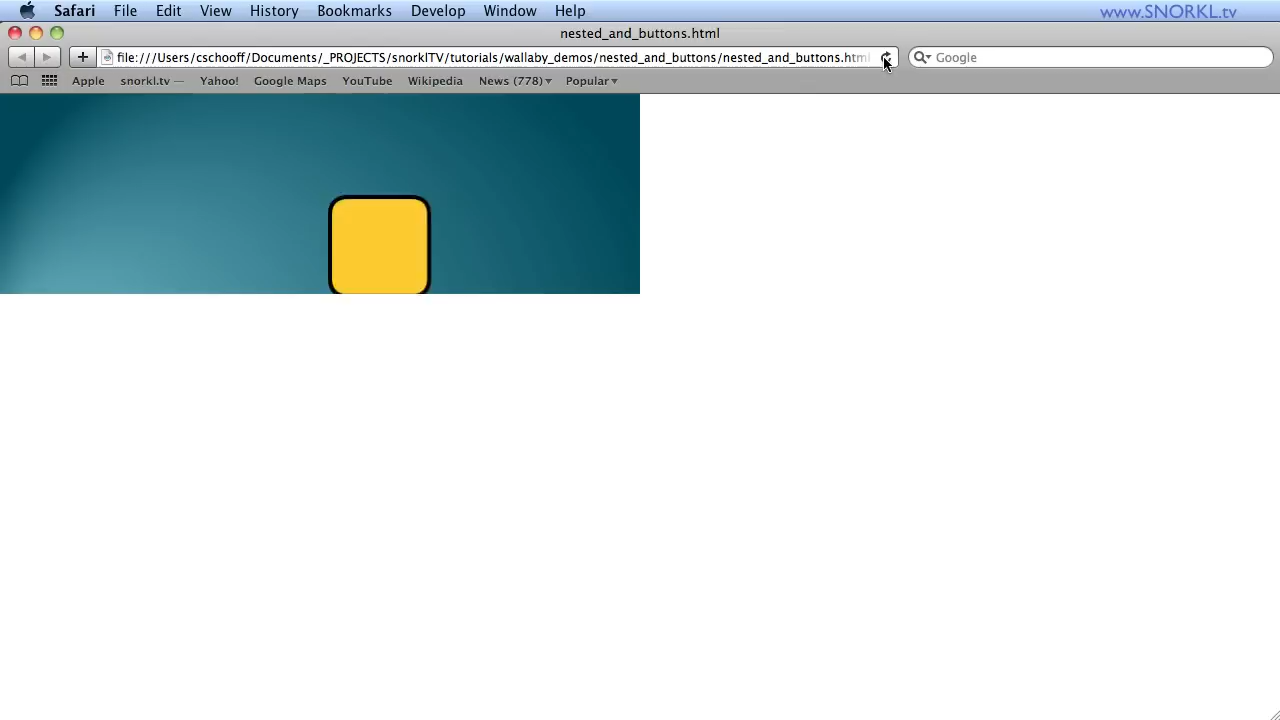 Safari File Edit View History Bookmarks Develop Window Help www.SNORKL.tv
nested_and_buttons.html
file:///Users/cschooff/Documents/_PROJECTS/snorklTV/tutorials/wallaby_demos/nested_and_buttons/nested_and_buttons.html Google
Apple snorkl.tv — Yahoo! Google Maps YouTube Wikipedia News (778) Popular